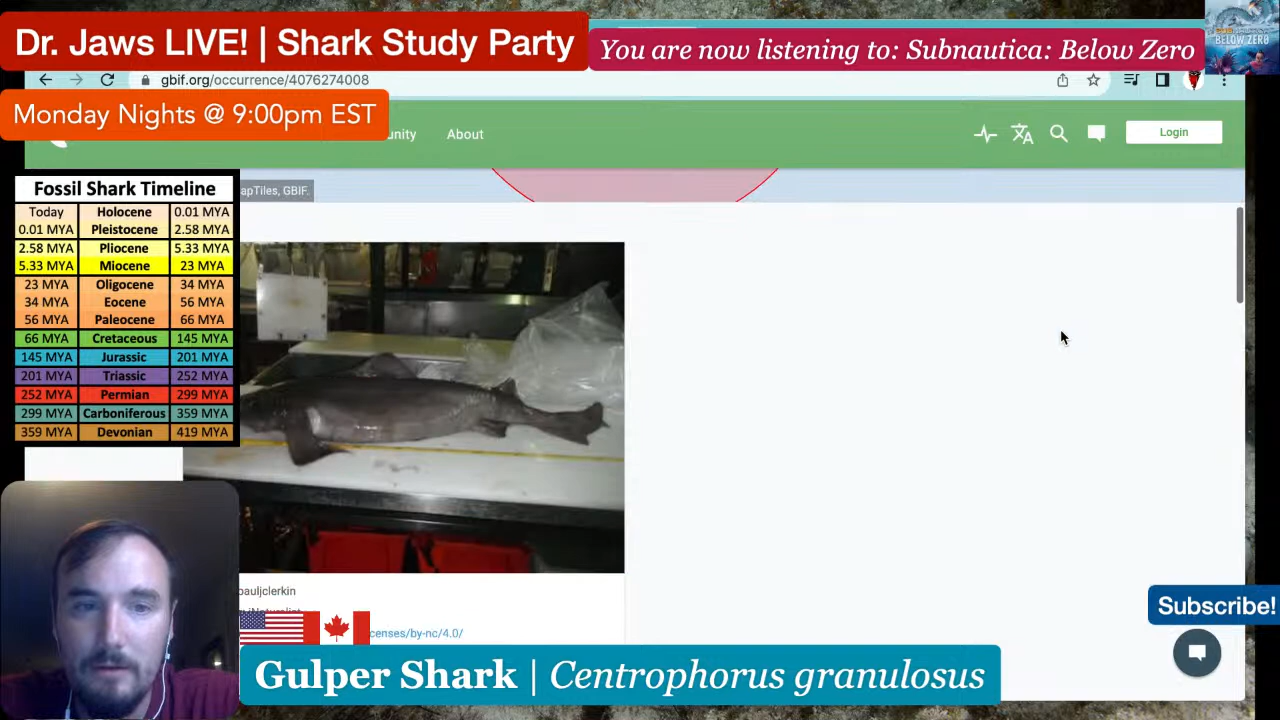 Dr. Jaws LIVE! | Shark Study Party
You are now listening to: Subnautica: Below Zero
BELOW ZERO
gbif.org/occurrence/4076274008
Monday Nights @ 9:00pm EST
unity
About
Login
apTiles, GBIF.
Fossil Shark Timeline
Today Holocene 0.01 MYA
0.01 MYA Pleistocene 2.58 MYA
2.58 MYA Pliocene 5.33 MYA
5.33 MYA Miocene 23 MYA
23 MYA Oligocene 34 MYA
34 MYA Eocene 56 MYA
56 MYA Paleocene 66 MYA
66 MYA Cretaceous 145 MYA
145 MYA Jurassic 201 MYA
201 MYA Triassic 252 MYA
252 MYA Permian 299 MYA
299 MYA Carboniferous 359 MYA
359 MYA Devonian 419 MYA
pauljclerkin
censes/by-nc/4.0/
Subscribe!
Gulper Shark | Centrophorus granulosus